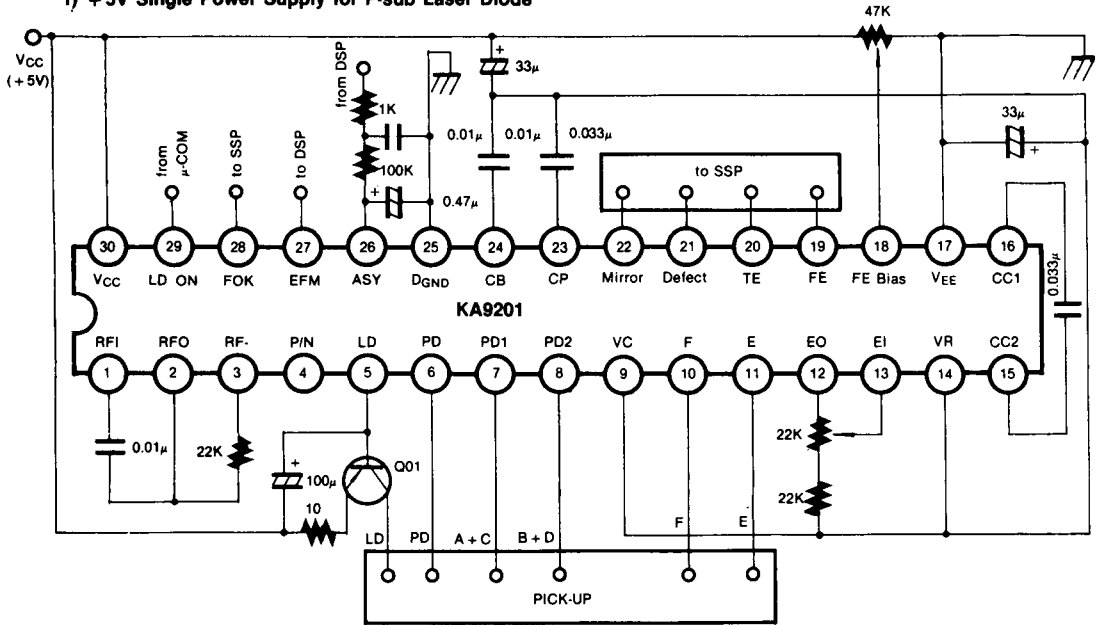 1) +5V Single Power Supply for P-sub Laser Diode
VCC
(+5V)
from DSP
1K
100K
0.47μ
33μ
0.01μ
0.01μ
0.033μ
47K
33μ
from
μ-COM
to SSP
to DSP
to SSP
30
29
28
27
26
25
24
23
22
21
20
19
18
17
16
VCC
LD ON
FOK
EFM
ASY
DGND
CB
CP
Mirror
Defect
TE
FE
FE Bias
VEE
CC1
0.033μ
KA9201
RFI
RFO
RF-
P/N
LD
PD
PD1
PD2
VC
F
E
EO
EI
VR
CC2
1
2
3
4
5
6
7
8
9
10
11
12
13
14
15
0.01μ
22K
100μ
10
Q01
22K
22K
LD
PD
A+C
B+D
F
E
PICK-UP